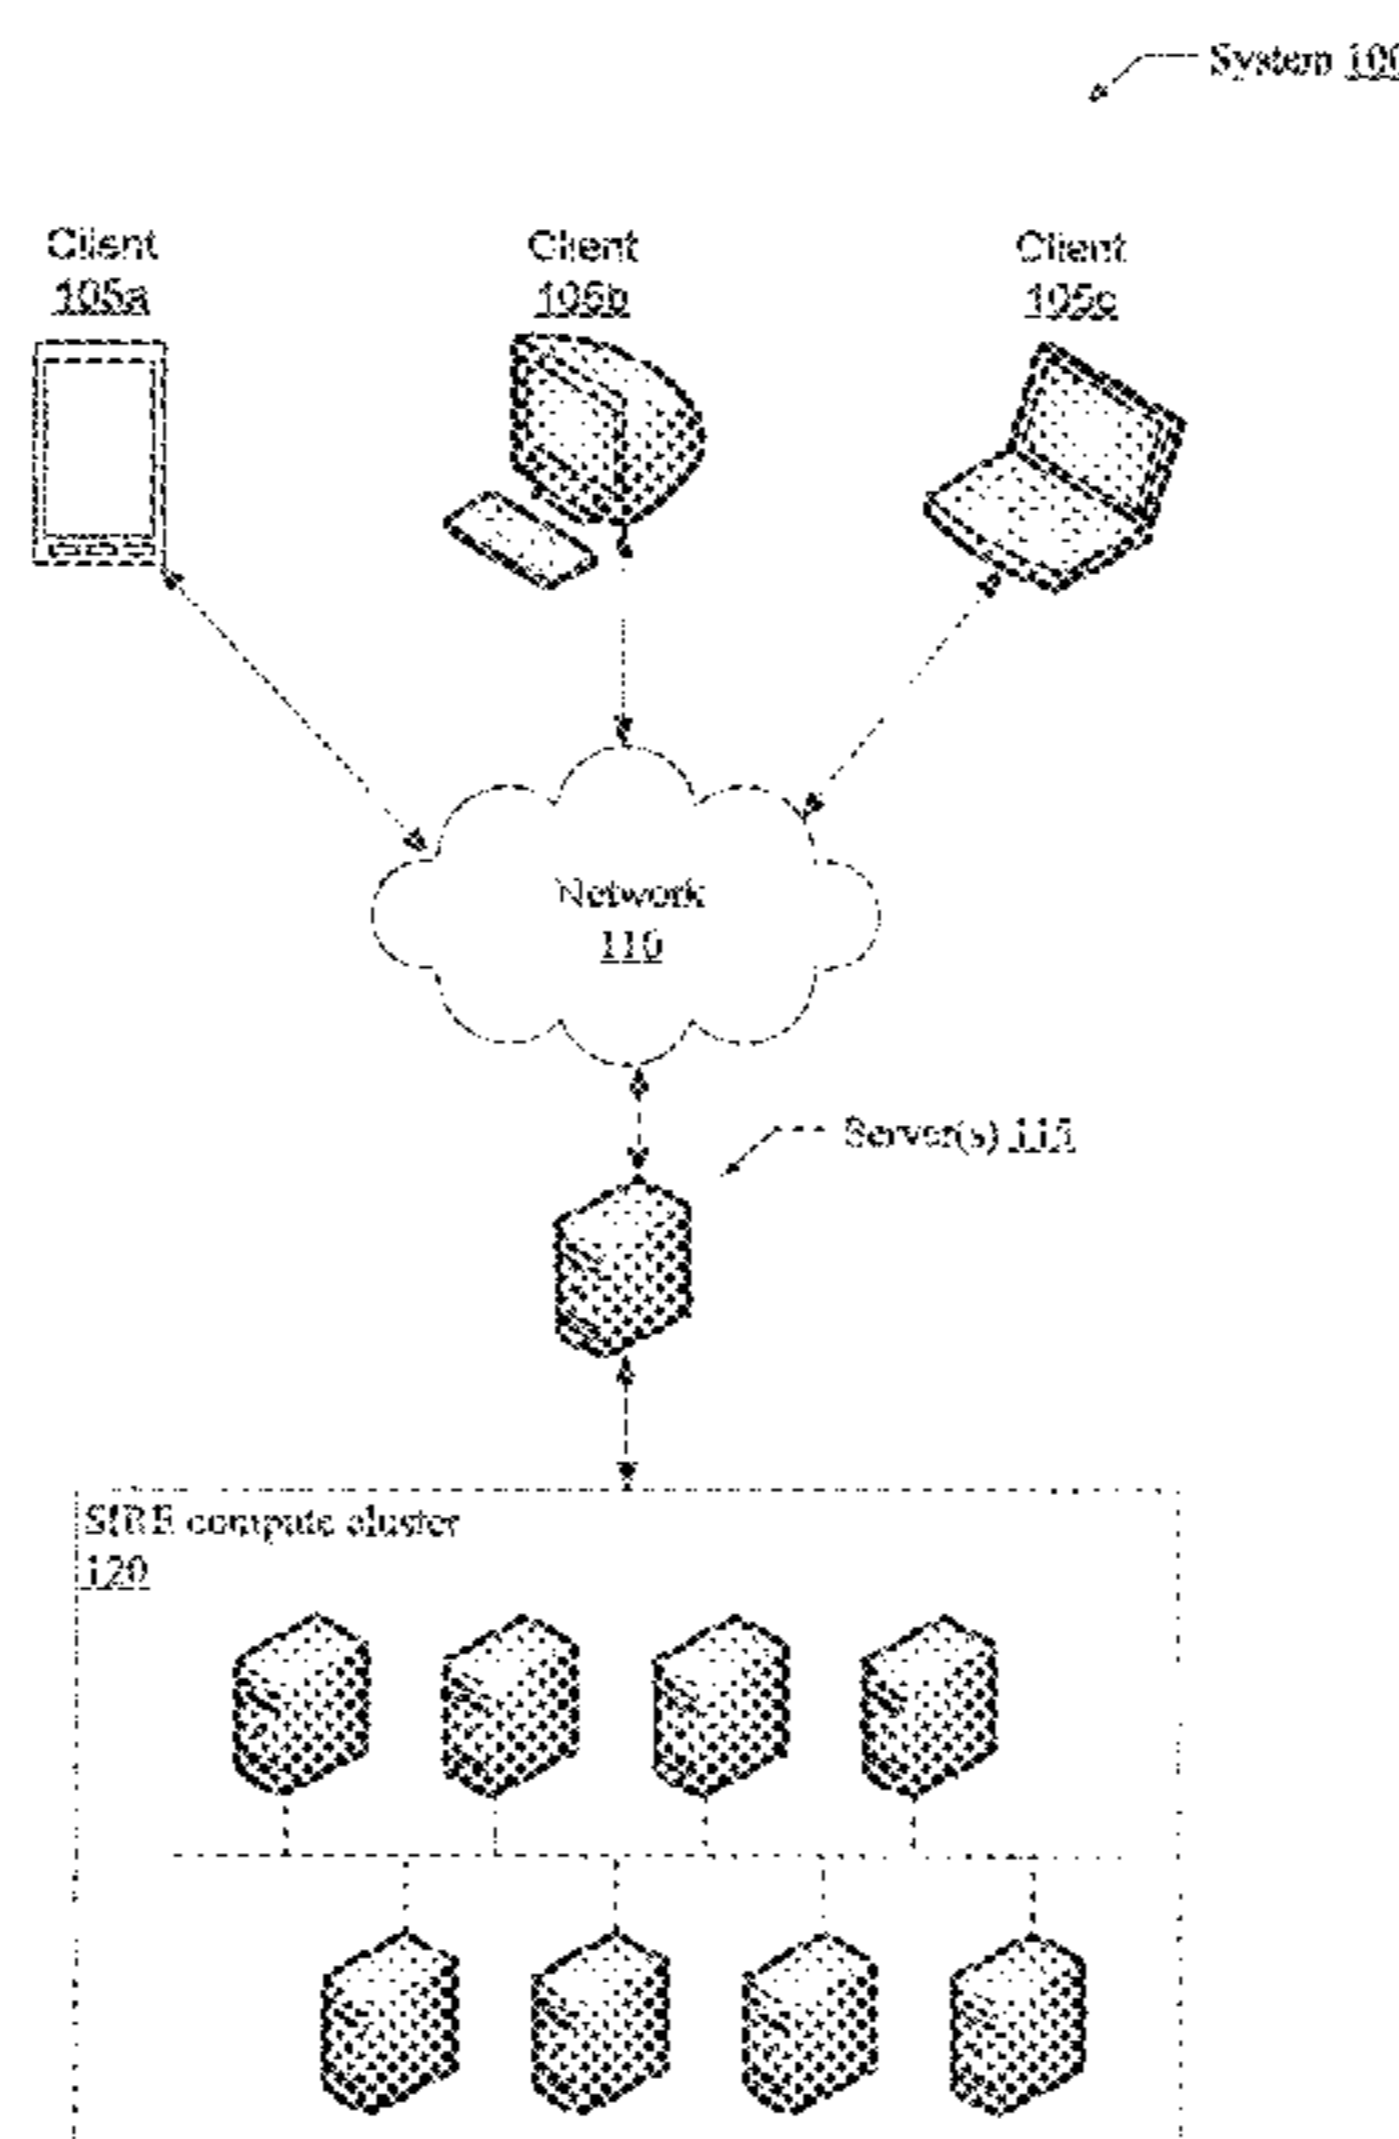 System 100
Client
105a
Client
105b
Client
105c
Network
110
Server(s) 115
SIRE compute cluster
120